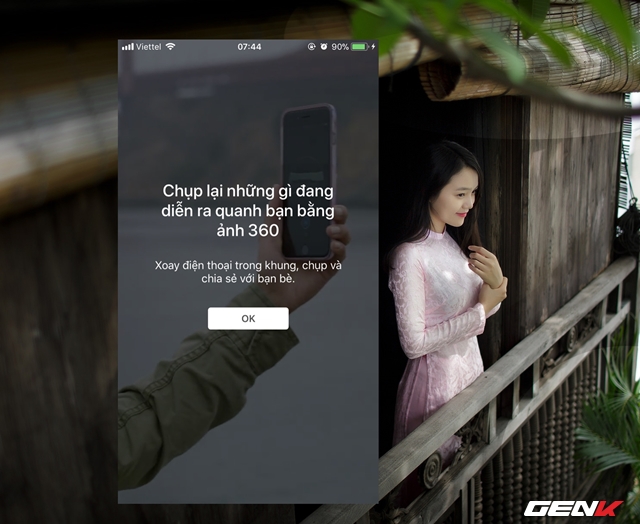 Viettel 07:44 90%
Chụp lại những gì đang
diễn ra quanh bạn bằng
ảnh 360
Xoay điện thoại trong khung, chụp và
chia sẻ với bạn bè.
OK
GENK